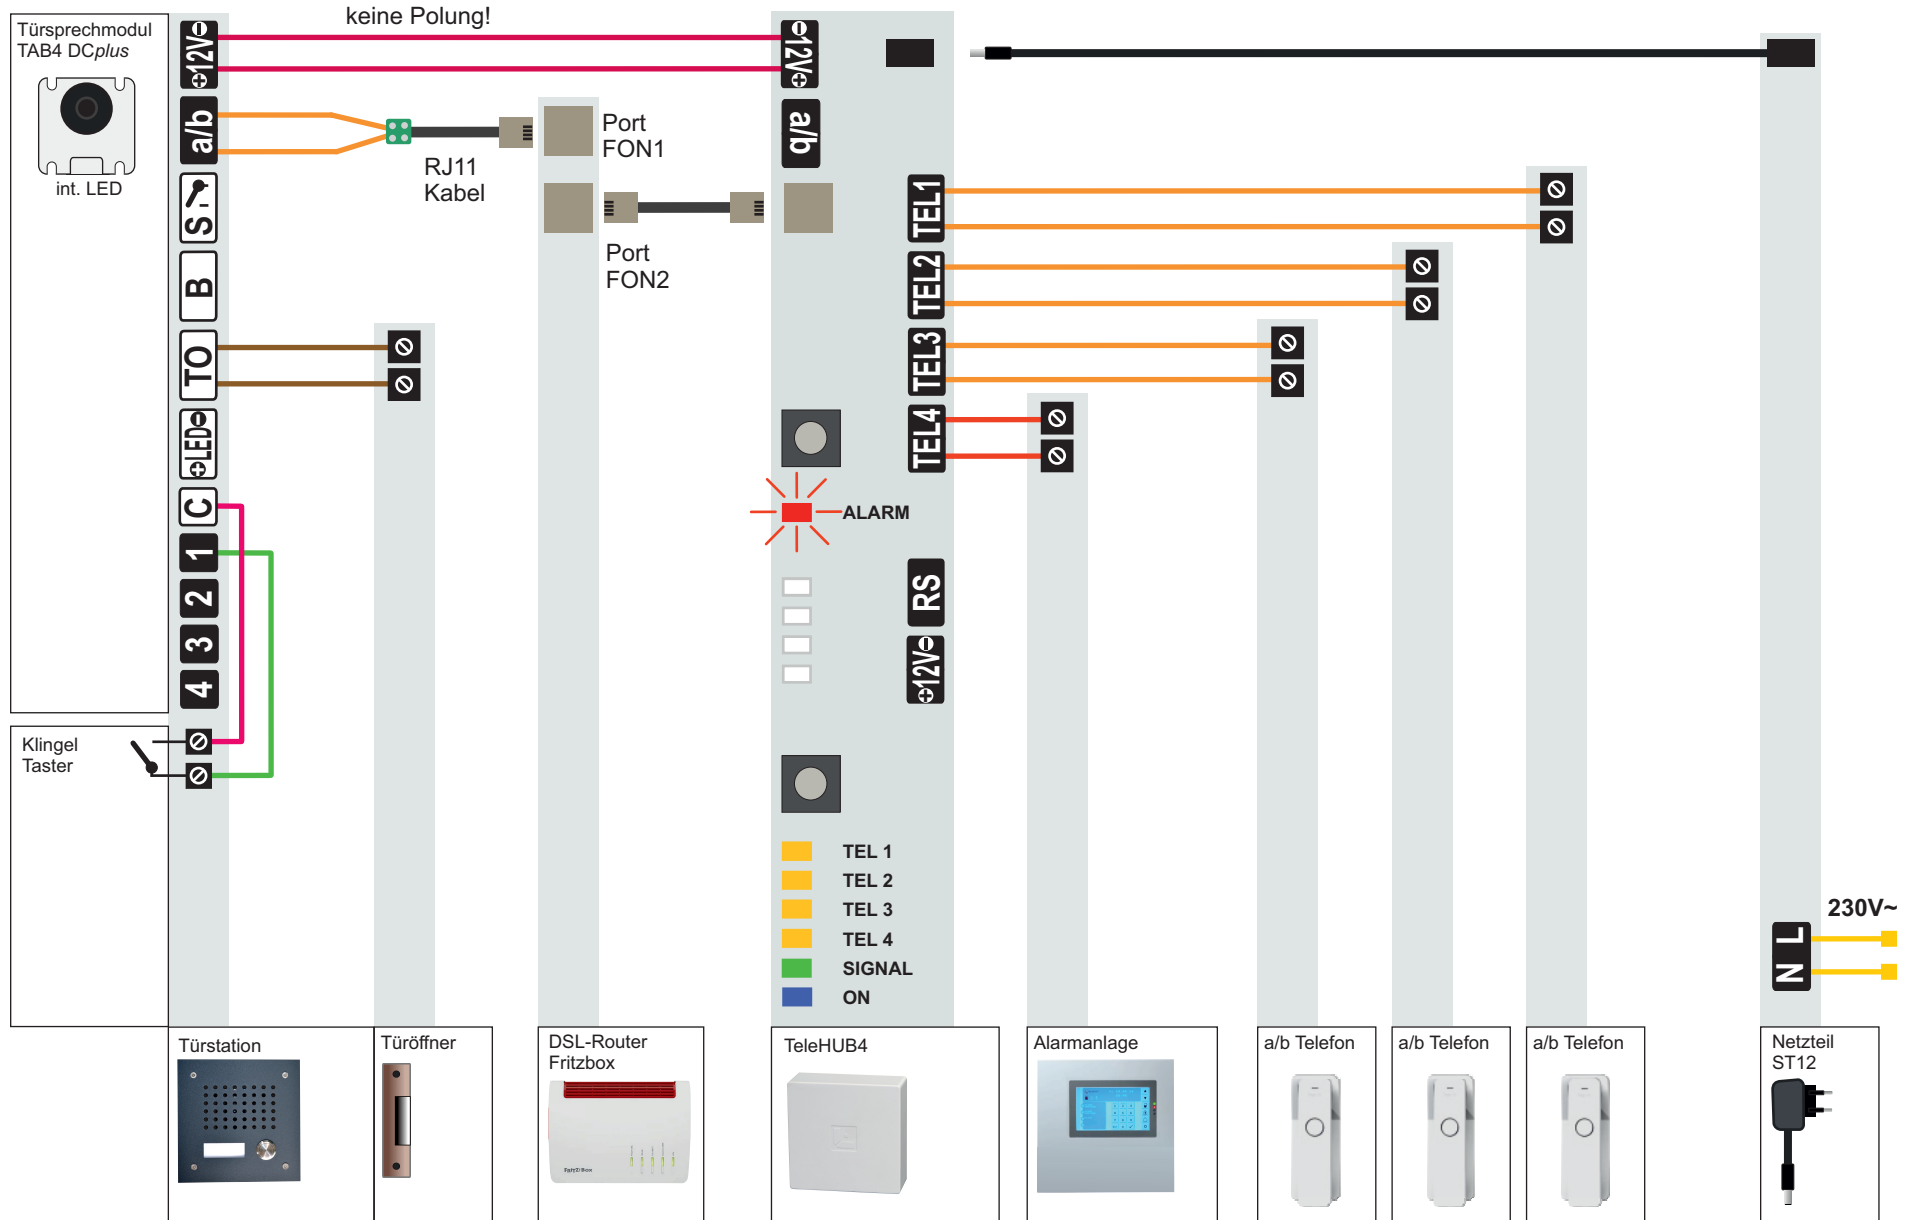 keine Polung!
Türsprechmodul
TAB4 DCplus
int. LED
⊕12V⊖
a/b
S
B
TO
⊕LED⊖
C
1
2
3
4
Klingel
Taster
RJ11
Kabel
Port
FON1
Port
FON2
⊖12V⊕
a/b
TEL1
TEL2
TEL3
TEL4
ALARM
RS
⊕12V⊖
TEL 1
TEL 2
TEL 3
TEL 4
SIGNAL
ON
230V~
N L
Türstation
Türöffner
DSL-Router
Fritzbox
FRITZ!Box
TeleHUB4
Alarmanlage
a/b Telefon
a/b Telefon
a/b Telefon
Netzteil
ST12